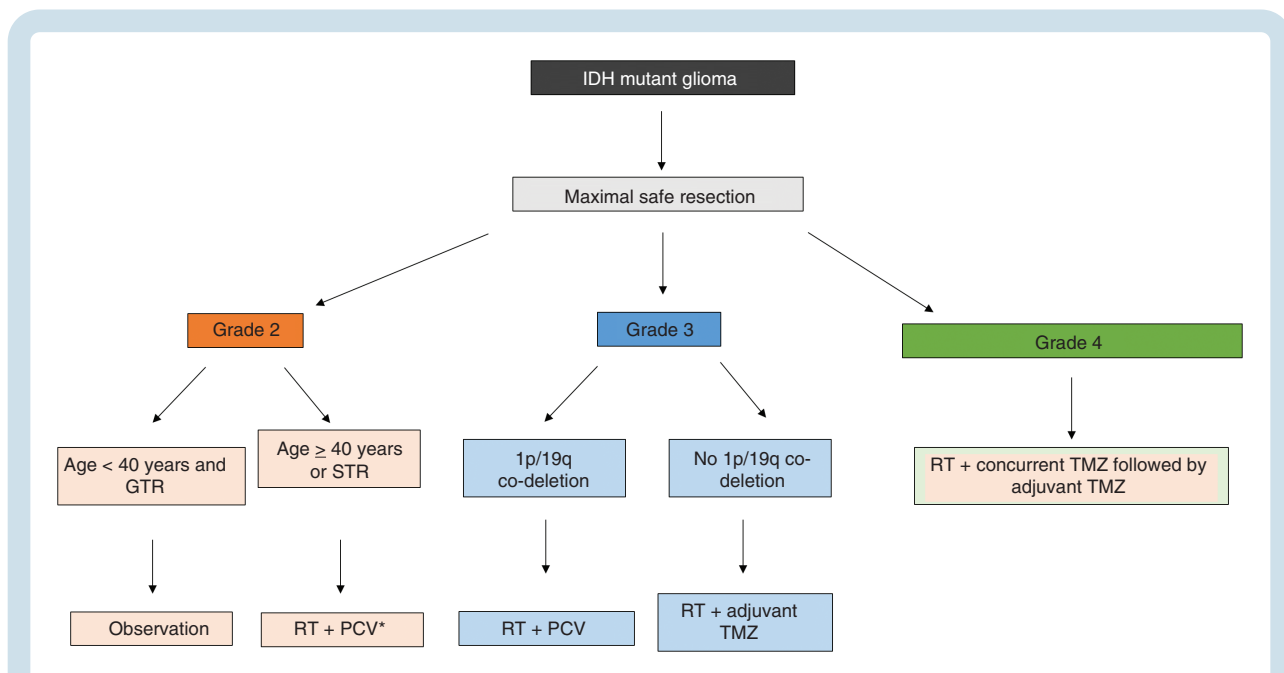 IDH mutant glioma
Maximal safe resection
Grade 2
Grade 3
Grade 4
Age < 40 years and
GTR
Age ≥ 40 years
or STR
1p/19q
co-deletion
No 1p/19q co-
deletion
RT + concurrent TMZ followed by
adjuvant TMZ
Observation
RT + PCV*
RT + PCV
RT + adjuvant
TMZ